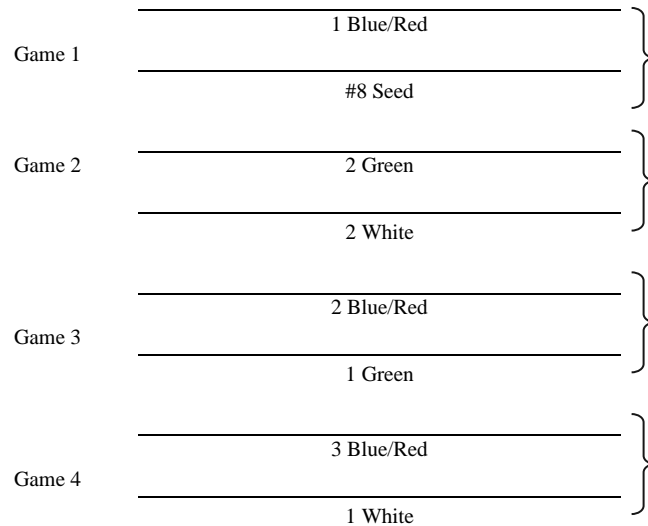 1 Blue/Red
Game 1
#8 Seed
Game 2
2 Green
2 White
2 Blue/Red
Game 3
1 Green
3 Blue/Red
Game 4
1 White